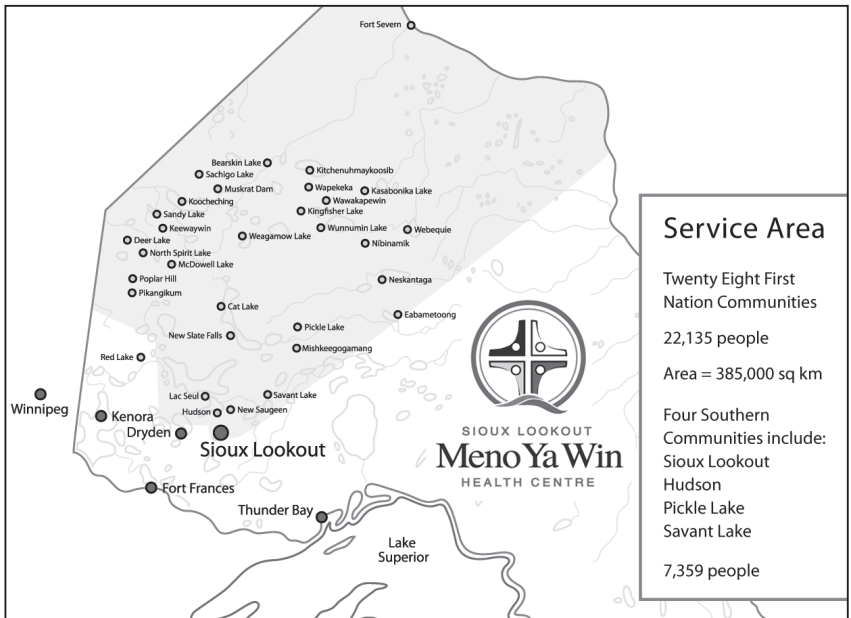 Fort Severn
Bearskin Lake
Sachigo Lake
Kitchenuhmaykoosib
Muskrat Dam
Wapekeka
Kasabonika Lake
Koocheching
Wawakapewin
Sandy Lake
Kingfisher Lake
Keewaywin
Wunnumin Lake
Webequie
Deer Lake
Weagamow Lake
Nibinamik
North Spirit Lake
McDowell Lake
Poplar Hill
Neskantaga
Pikangikum
Cat Lake
Eabametoong
New Slate Falls
Pickle Lake
Mishkeegogamang
Red Lake
Lac Seul
Savant Lake
Winnipeg
Kenora
Hudson
New Saugeen
Dryden
Sioux Lookout
Fort Frances
Thunder Bay
Lake
Superior
SIOUX LOOKOUT
Meno Ya Win
HEALTH CENTRE
Service Area
Twenty Eight First
Nation Communities
22,135 people
Area = 385,000 sq km
Four Southern
Communities include:
Sioux Lookout
Hudson
Pickle Lake
Savant Lake
7,359 people